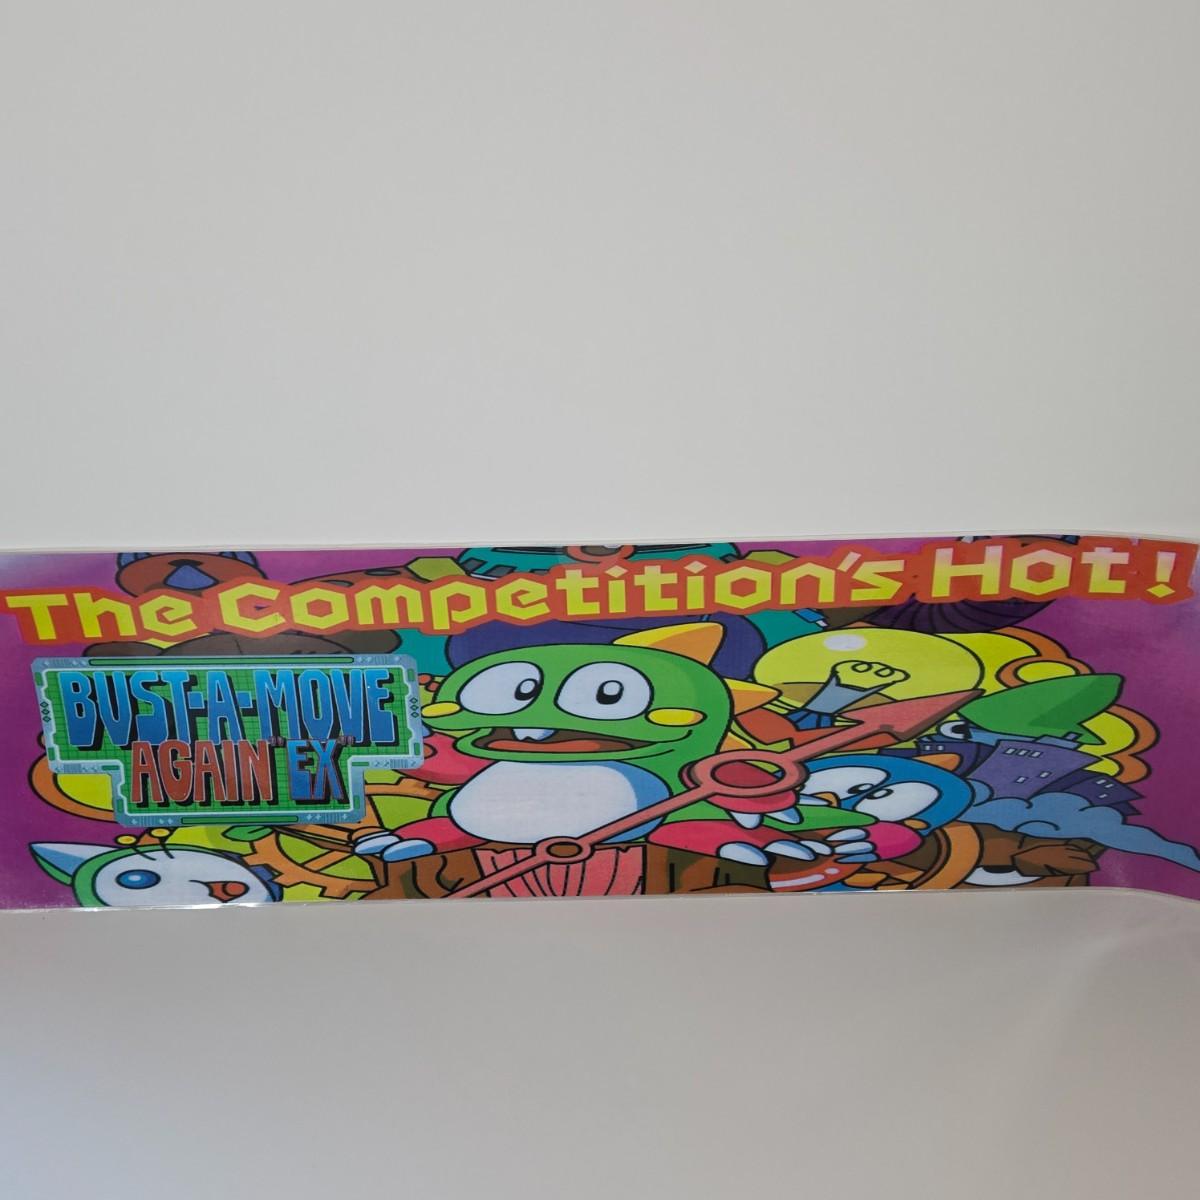 The Competition's Hot!
BUST-A-MOVE
AGAIN "EX"